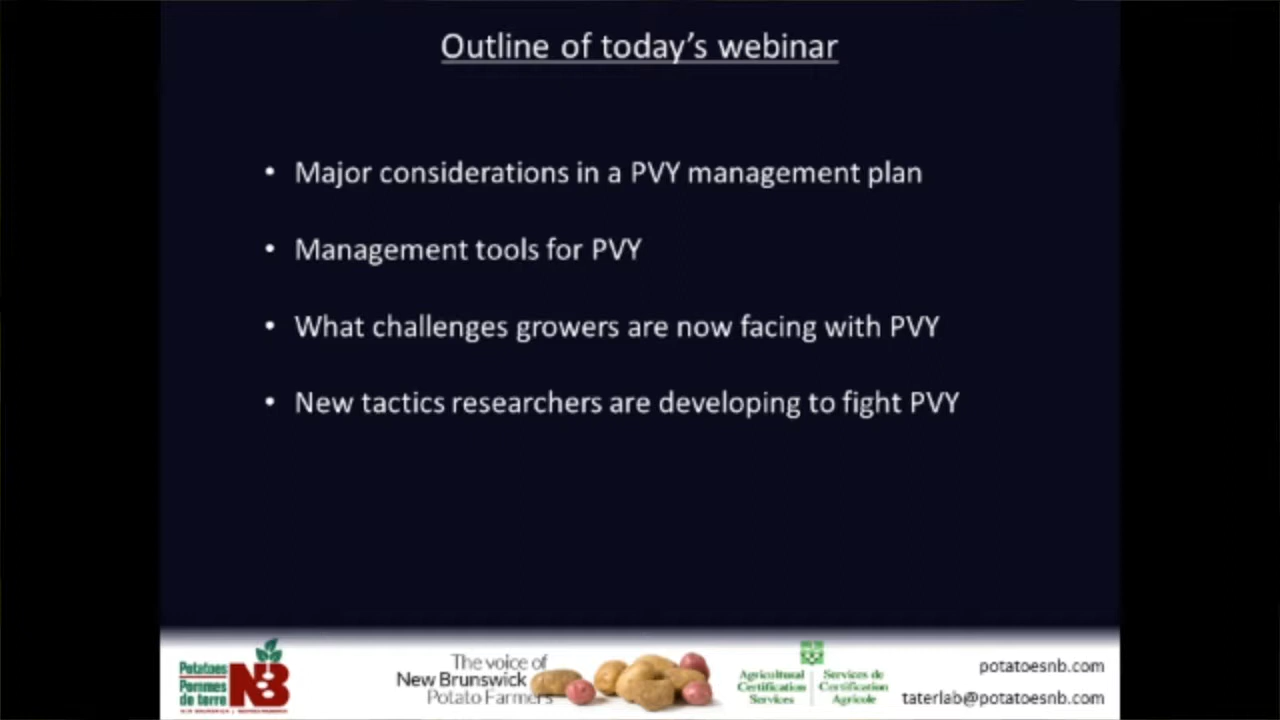 Outline of today's webinar
• Major considerations in a PVY management plan
• Management tools for PVY
• What challenges growers are now facing with PVY
• New tactics researchers are developing to fight PVY
Potatoes
Pommes
de terre
NB
The voice of
New Brunswick
Potato Farmers
Agricultural
Certification
Services
Services de
Certification
Agricole
potatoesnb.com
taterlab@potatoesnb.com